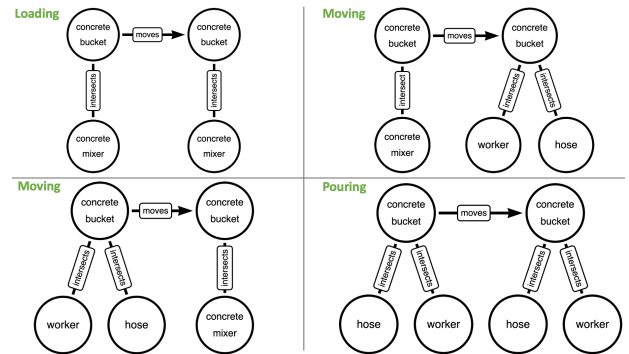 Loading
concrete
bucket
moves
concrete
bucket
intersects
intersects
concrete
mixer
concrete
mixer
Moving
concrete
bucket
moves
concrete
bucket
intersect
intersects
intersects
concrete
mixer
worker
hose
Moving
concrete
bucket
moves
concrete
bucket
intersects
intersects
intersects
worker
hose
concrete
mixer
Pouring
concrete
bucket
moves
concrete
bucket
intersects
intersects
intersects
intersects
hose
worker
hose
worker